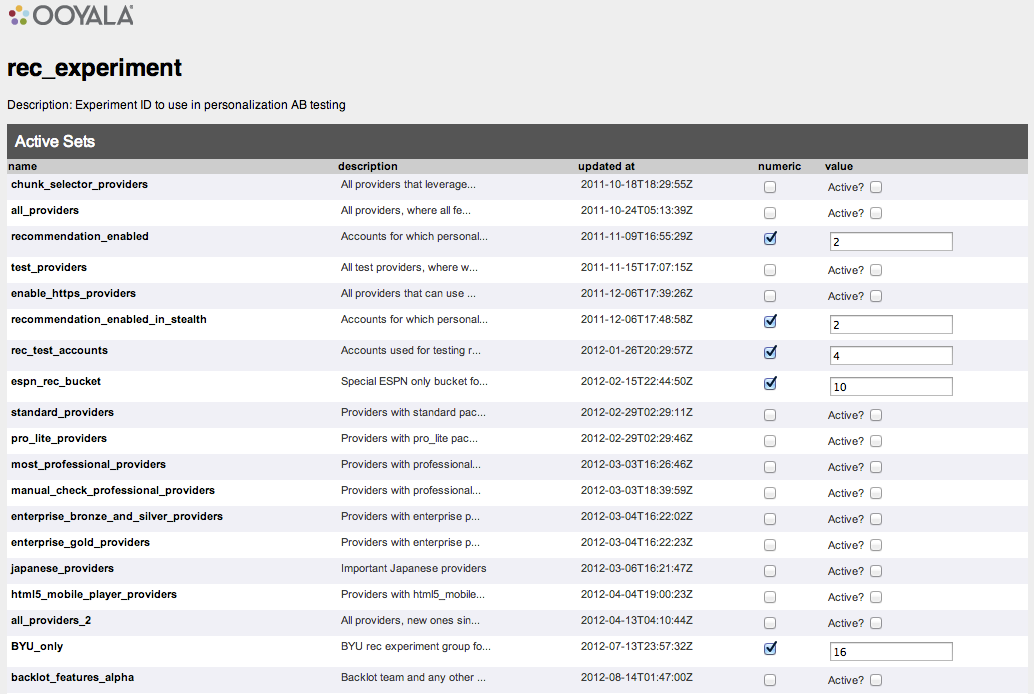 OOYALA
rec_experiment
Description: Experiment ID to use in personalization AB testing
Active Sets
name description updated at numeric value
chunk_selector_providers All providers that leverage... 2011-10-18T18:29:55Z Active?
all_providers All providers, where all fe... 2011-10-24T05:13:39Z Active?
recommendation_enabled Accounts for which personal... 2011-11-09T16:55:29Z 2
test_providers All test providers, where w... 2011-11-15T17:07:15Z Active?
enable_https_providers All providers that can use ... 2011-12-06T17:39:26Z Active?
recommendation_enabled_in_stealth Accounts for which personal... 2011-12-06T17:48:58Z 2
rec_test_accounts Accounts used for testing r... 2012-01-26T20:29:57Z 4
espn_rec_bucket Special ESPN only bucket fo... 2012-02-15T22:44:50Z 10
standard_providers Providers with standard pac... 2012-02-29T02:29:11Z Active?
pro_lite_providers Providers with pro_lite pac... 2012-02-29T02:29:46Z Active?
most_professional_providers Providers with professional... 2012-03-03T16:26:46Z Active?
manual_check_professional_providers Providers with professional... 2012-03-03T18:39:59Z Active?
enterprise_bronze_and_silver_providers Providers with enterprise p... 2012-03-04T16:22:02Z Active?
enterprise_gold_providers Providers with enterprise p... 2012-03-04T16:22:23Z Active?
japanese_providers Important Japanese providers 2012-03-06T16:21:47Z Active?
html5_mobile_player_providers Providers with html5_mobile... 2012-04-04T19:00:23Z Active?
all_providers_2 All providers, new ones sin... 2012-04-13T04:10:44Z Active?
BYU_only BYU rec experiment group fo... 2012-07-13T23:57:32Z 16
backlot_features_alpha Backlot team and any other ... 2012-08-14T01:47:00Z Active?